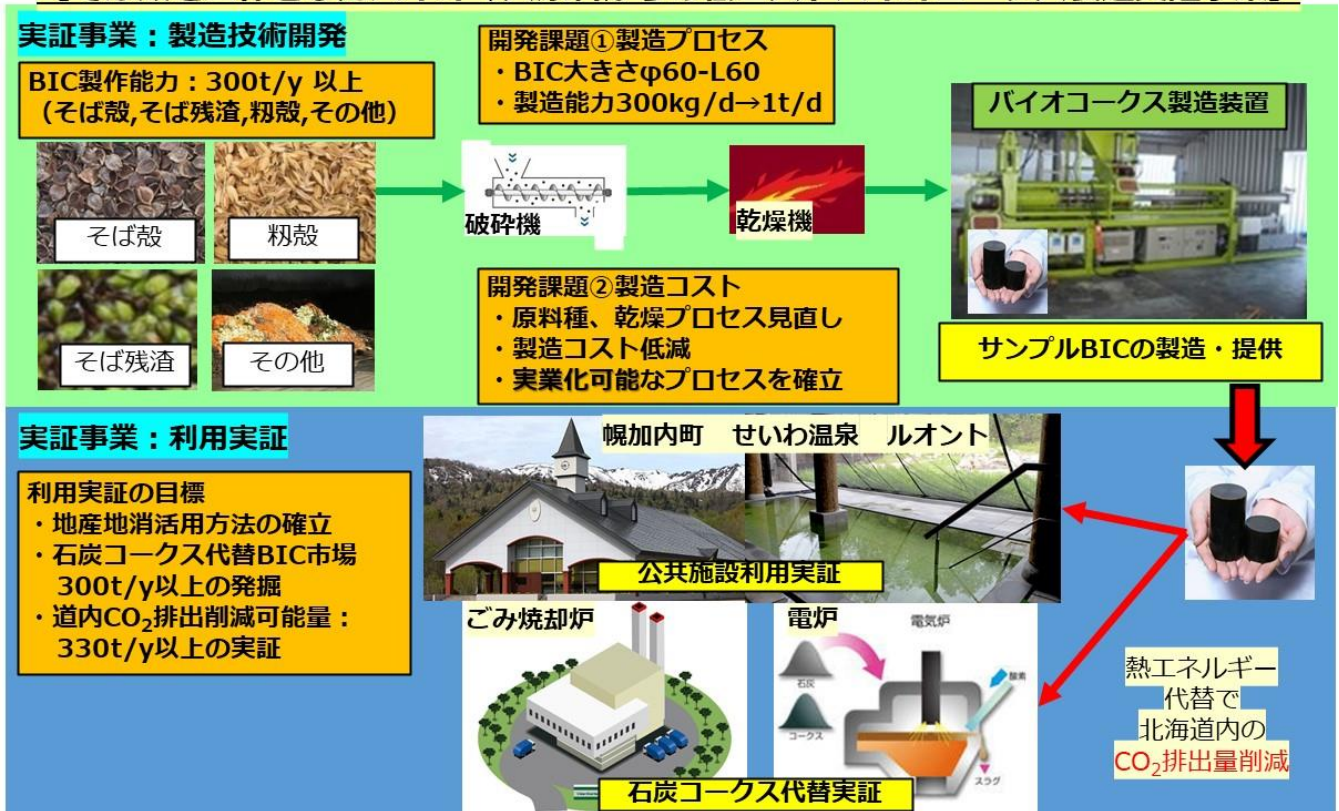 実証事業：製造技術開発
BIC製作能力：300t/y 以上
（そば殻,そば残渣,籾殻,その他）
そば殻
籾殻
そば残渣
その他
開発課題①製造プロセス
・BIC大きさφ60-L60
・製造能力300kg/d→1t/d
破砕機
乾燥機
開発課題②製造コスト
・原料種、乾燥プロセス見直し
・製造コスト低減
・実業化可能なプロセスを確立
バイオコークス製造装置
サンプルBICの製造・提供
実証事業：利用実証
利用実証の目標
・地産地消活用方法の確立
・石炭コークス代替BIC市場
300t/y以上の発掘
・道内CO₂排出削減可能量：
330t/y以上の実証
幌加内町　せいわ温泉　ルオント
公共施設利用実証
ごみ焼却炉
電炉
電気炉
石炭
コークス
酸素
スラグ
石炭コークス代替実証
熱エネルギー
代替で
北海道内の
CO₂排出量削減